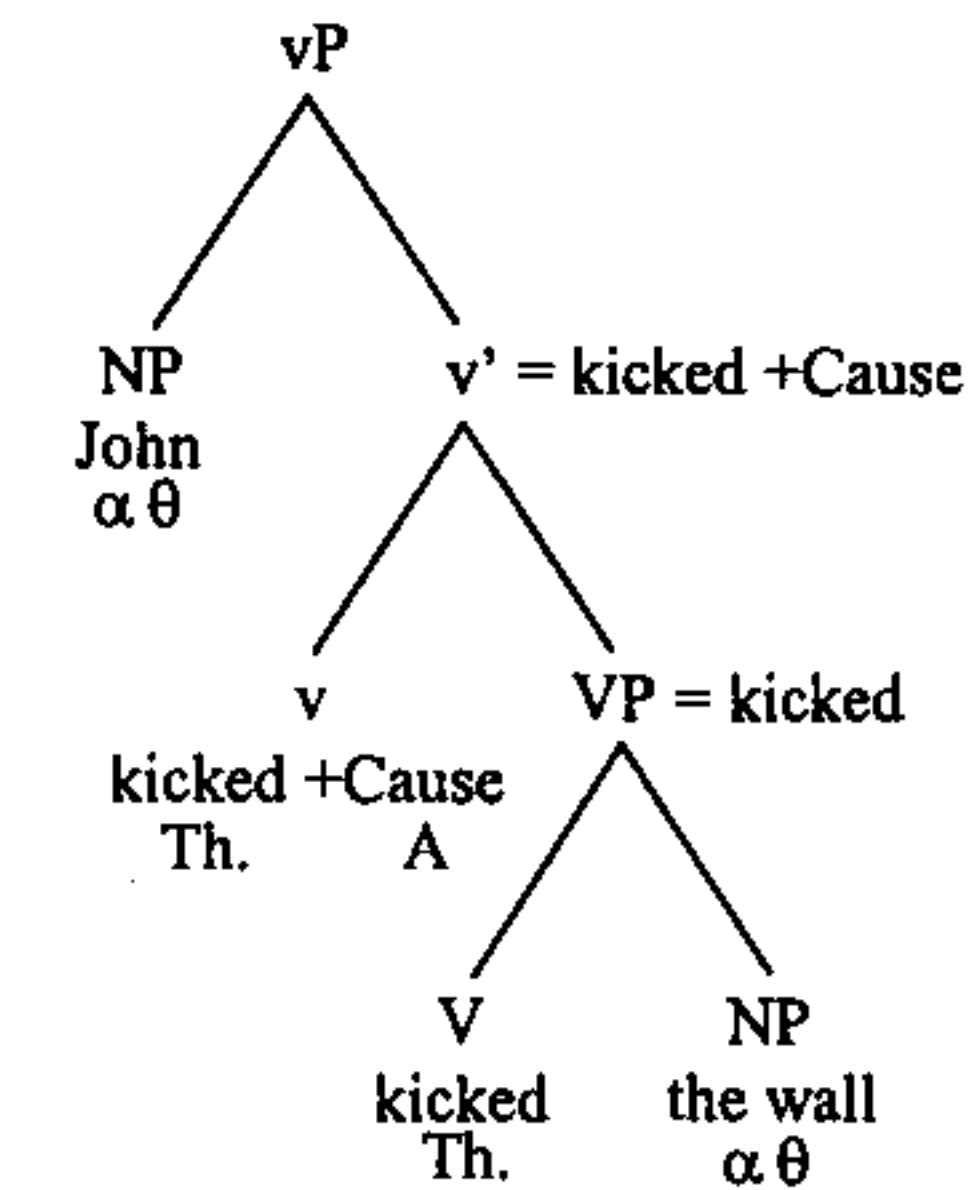 vP
NP
v’ = kicked +Cause
John
α θ
v
VP = kicked
kicked +Cause
Th. A
V
NP
kicked
the wall
Th.
α θ